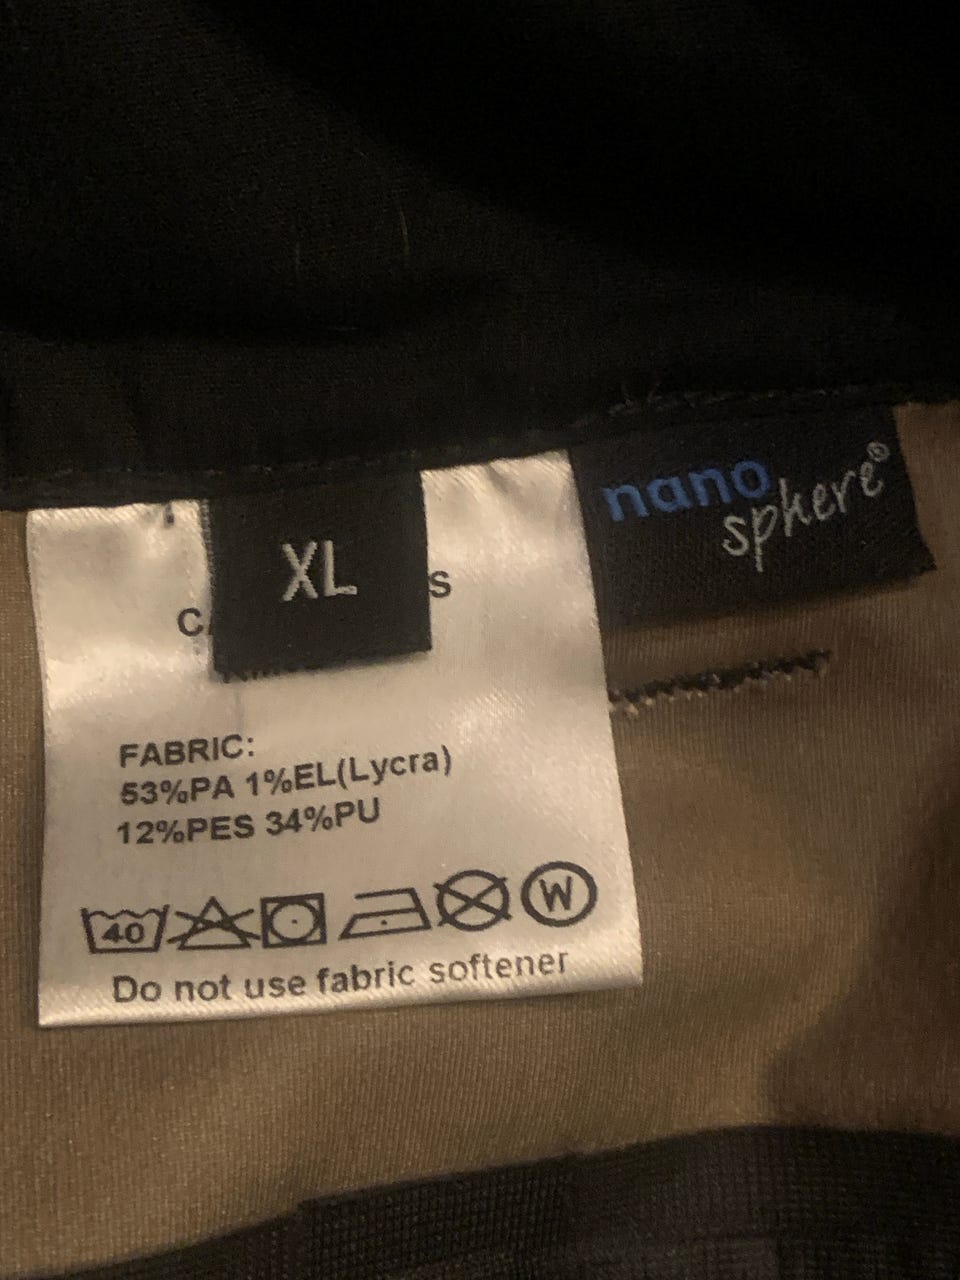 nano
sphere®
XL
FABRIC:
53%PA 1%EL(Lycra)
12%PES 34%PU
40 W
Do not use fabric softener